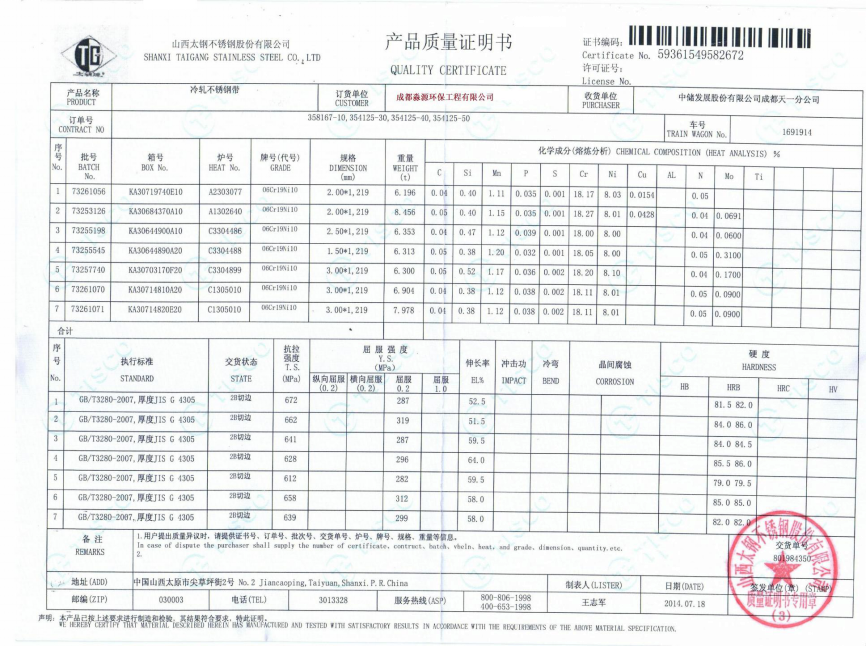 山西太钢不锈钢股份有限公司
SHANXI TAIGANG STAINLESS STEEL CO.,LTD
产品质量证明书
QUALITY CERTIFICATE
证书编码:
Certificate No. 59361549582672
许可证号:
License No.
产品名称 PRODUCT 冷轧不锈钢带 订货单位 CUSTOMER 成都淼源环保工程有限公司 收货单位 PURCHASER 中储发展股份有限公司成都天一分公司
订单号 CONTRACT NO 358167-10,354125-30,354125-40,354125-50 车号 TRAIN WAGON No. 1691914
序号 No. 批号 BATCH No. 箱号 BOX No. 炉号 HEAT No. 牌号(代号) GRADE 规格 DIMENSION (mm) 重量 WEIGHT (t) 化学成分(熔炼分析) CHEMICAL COMPOSITION (HEAT ANALYSIS) %
C Si Mn P S Cr Ni Cu AL N Mo Ti
1 73261056 KA30719740E10 A2303077 06Cr19Ni10 2.00*1,219 6.196 0.04 0.40 1.11 0.035 0.001 18.17 8.03 0.0154 0.05
2 73253126 KA30684370A10 A1302640 06Cr19Ni10 2.00*1,219 8.456 0.05 0.40 1.15 0.035 0.001 18.27 8.01 0.0428 0.04 0.0691
3 73255198 KA30644900A10 C3304486 06Cr19Ni10 2.50*1,219 6.353 0.04 0.47 1.12 0.039 0.001 18.00 8.00 0.04 0.0600
4 73255545 KA30644890A20 C3304488 06Cr19Ni10 1.50*1,219 6.313 0.05 0.38 1.20 0.032 0.001 18.05 8.00 0.05 0.3100
5 73257740 KA30703170F20 C3304899 06Cr19Ni10 3.00*1,219 6.300 0.05 0.52 1.17 0.036 0.002 18.20 8.10 0.04 0.1700
6 73261070 KA30714810A20 C1305010 06Cr19Ni10 3.00*1,219 6.904 0.04 0.38 1.12 0.038 0.002 18.11 8.01 0.05 0.0900
7 73261071 KA30714820E20 C1305010 06Cr19Ni10 3.00*1,219 7.978 0.04 0.38 1.12 0.038 0.002 18.11 8.01 0.05 0.0900
合计
序号 No. 执行标准 STANDARD 交货状态 STATE 抗拉强度 T.S. (MPa) 屈服强度 Y.S. (MPa) 伸长率 EL% 冲击功 IMPACT 冷弯 BEND 晶间腐蚀 CORROSION 硬度 HARDNESS
纵向屈服(0.2) 横向屈服(0.2) 屈服0.2 屈服1.0 HB HRB HRC HV
1 GB/T3280-2007,厚度JIS G 4305 2B切边 672 287 52.5 81.5 82.0
2 GB/T3280-2007,厚度JIS G 4305 2B切边 662 319 51.5 84.0 86.0
3 GB/T3280-2007,厚度JIS G 4305 2B切边 641 287 59.5 84.0 84.5
4 GB/T3280-2007,厚度JIS G 4305 2B切边 628 296 64.0 85.5 86.0
5 GB/T3280-2007,厚度JIS G 4305 2B切边 612 282 59.5 79.0 79.5
6 GB/T3280-2007,厚度JIS G 4305 2B切边 658 312 58.0 85.0 85.0
7 GB/T3280-2007,厚度JIS G 4305 2B切边 639 299 58.0 82.0 82.0
备注 REMARKS
1.用户提出质量异议时,请提供证书号、订单号、批次号、交货单号、炉号、牌号、规格、重量等信息。
In case of dispute the purchaser shall supply the number of certificate, contract, batch, vbeln, heat, and grade, dimension, quantity,etc.
2.
交货单号
801984350
山西太钢不锈钢股份有限公司
质量证明书专用章
(3)
地址(ADD) 中国山西太原市尖草坪街2号 No.2 Jiancaoping,Taiyuan,Shanxi.P.R.China 制表人(LISTER) 日期(DATE) 签发单位(章) (STAMP)
邮编(ZIP) 030003 电话(TEL) 3013328 服务热线(ASP) 800-806-1998 400-653-1998 王志军 2014.07.18
声明: 本产品已按上述要求进行制造和检验,其结果符合要求,特此证明。
WE HEREBY CERTIFY THAT MATERIAL DESCRIBED HEREIN HAS MANUFACTURED AND TESTED WITH SATISFACTORY RESULTS IN ACCORDANCE WITH THE REQUIREMENTS OF THE ABOVE MATERIAL SPECIFICATION.